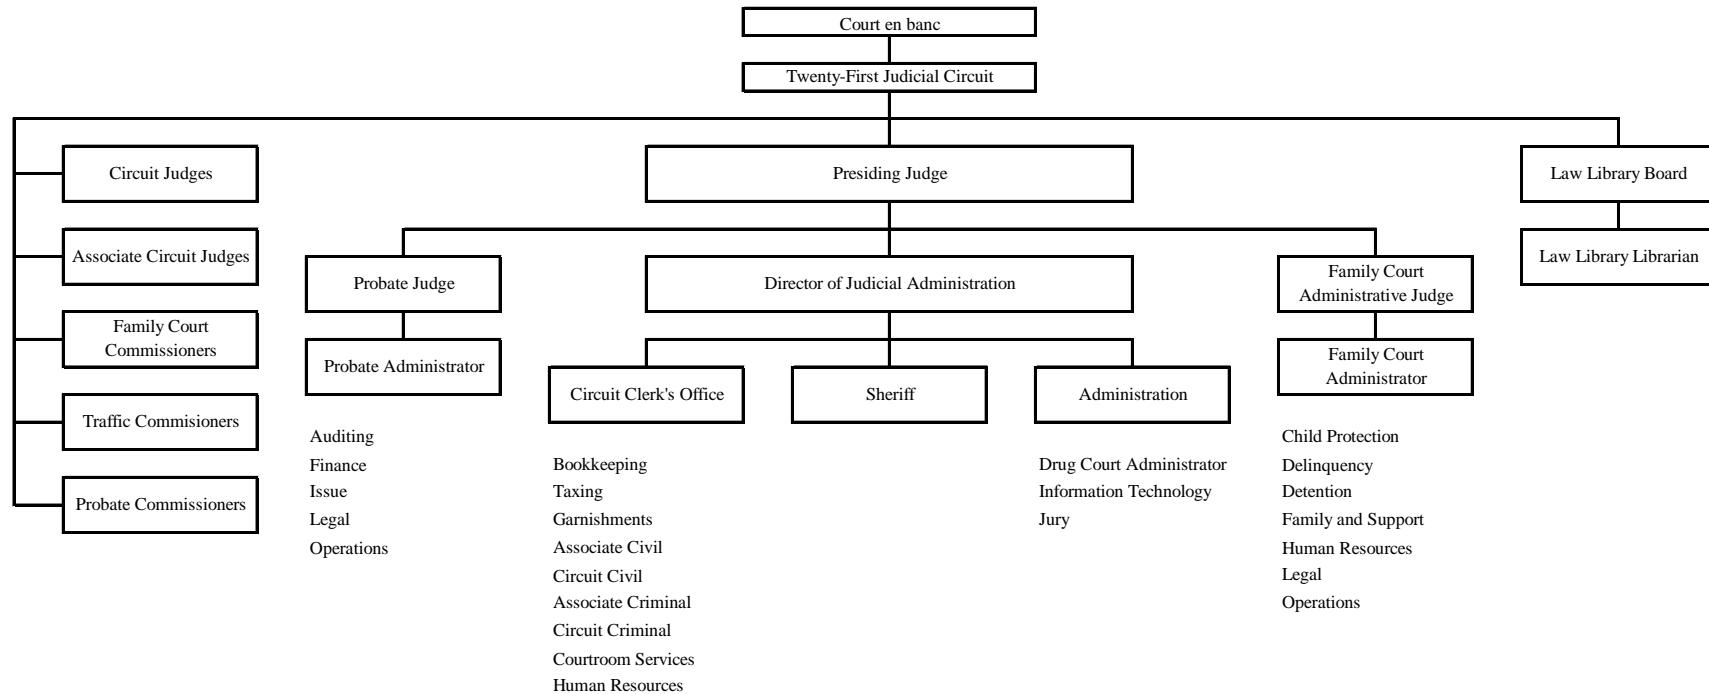 Court en banc
Twenty-First Judicial Circuit
Circuit Judges
Presiding Judge
Law Library Board
Associate Circuit Judges
Probate Judge
Director of Judicial Administration
Family Court
Administrative Judge
Law Library Librarian
Family Court
Commissioners
Probate Administrator
Circuit Clerk's Office
Sheriff
Administration
Family Court
Administrator
Traffic Commisioners
Probate Commissioners
Auditing
Finance
Issue
Legal
Operations
Bookkeeping
Taxing
Garnishments
Associate Civil
Circuit Civil
Associate Criminal
Circuit Criminal
Courtroom Services
Human Resources
Drug Court Administrator
Information Technology
Jury
Child Protection
Delinquency
Detention
Family and Support
Human Resources
Legal
Operations